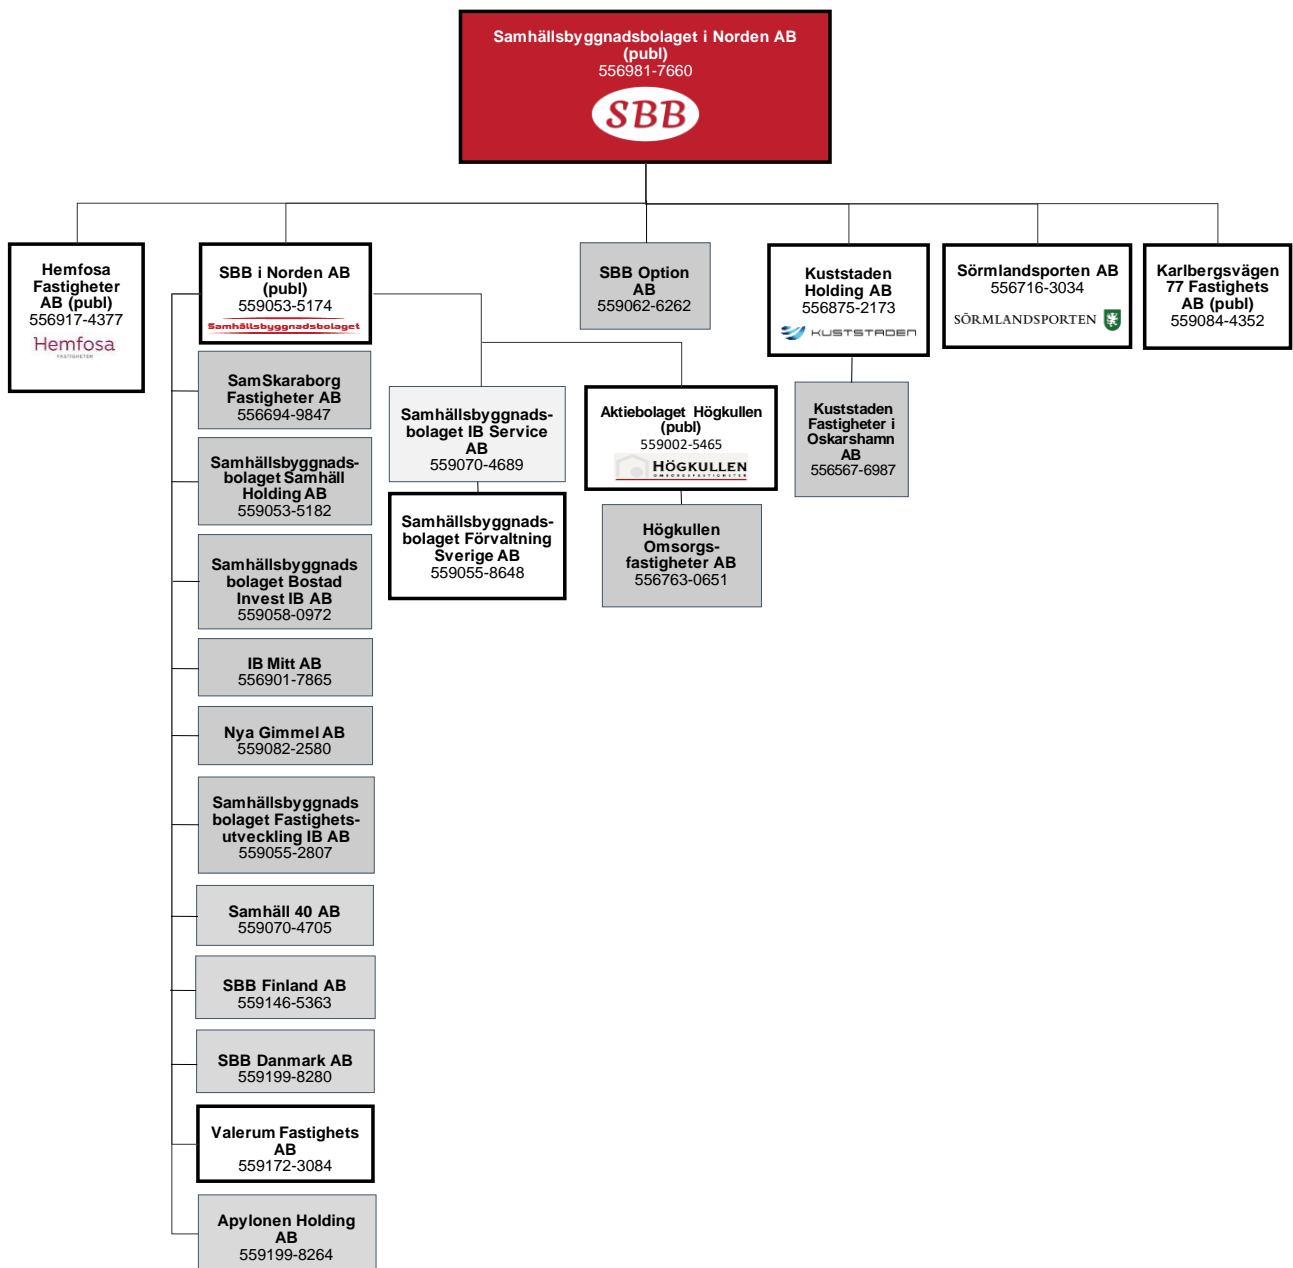 Samhällsbyggnadsbolaget i Norden AB
(publ)
556981-7660
SBB
Hemfosa
Fastigheter
AB (publ)
556917-4377
Hemfosa
FASTIGHETER
SBB i Norden AB
(publ)
559053-5174
Samhällsbyggnadsbolaget
SBB Option
AB
559062-6262
Kuststaden
Holding AB
556875-2173
KUSTSTADEN
Sörmlandsporten AB
556716-3034
SÖRMLANDSPORTEN
Karlbergsvägen
77 Fastighets
AB (publ)
559084-4352
SamSkaraborg
Fastigheter AB
556694-9847
Samhällsbyggnads-
bolaget Samhäll
Holding AB
559053-5182
Samhällsbyggnads
bolaget Bostad
Invest IB AB
559058-0972
IB Mitt AB
556901-7865
Nya Gimmel AB
559082-2580
Samhällsbyggnads
bolaget Fastighets-
utveckling IB AB
559055-2807
Samhäll 40 AB
559070-4705
SBB Finland AB
559146-5363
SBB Danmark AB
559199-8280
Valerum Fastighets
AB
559172-3084
Apylonen Holding
AB
559199-8264
Samhällsbyggnads-
bolaget IB Service
AB
559070-4689
Samhällsbyggnads-
bolaget Förvaltning
Sverige AB
559055-8648
Aktiebolaget Högkullen
(publ)
559002-5465
HÖGKULLEN
OMSORGSFASTIGHETER
Högkullen
Omsorgs-
fastigheter AB
556763-0651
Kuststaden
Fastigheter i
Oskarshamn
AB
556567-6987